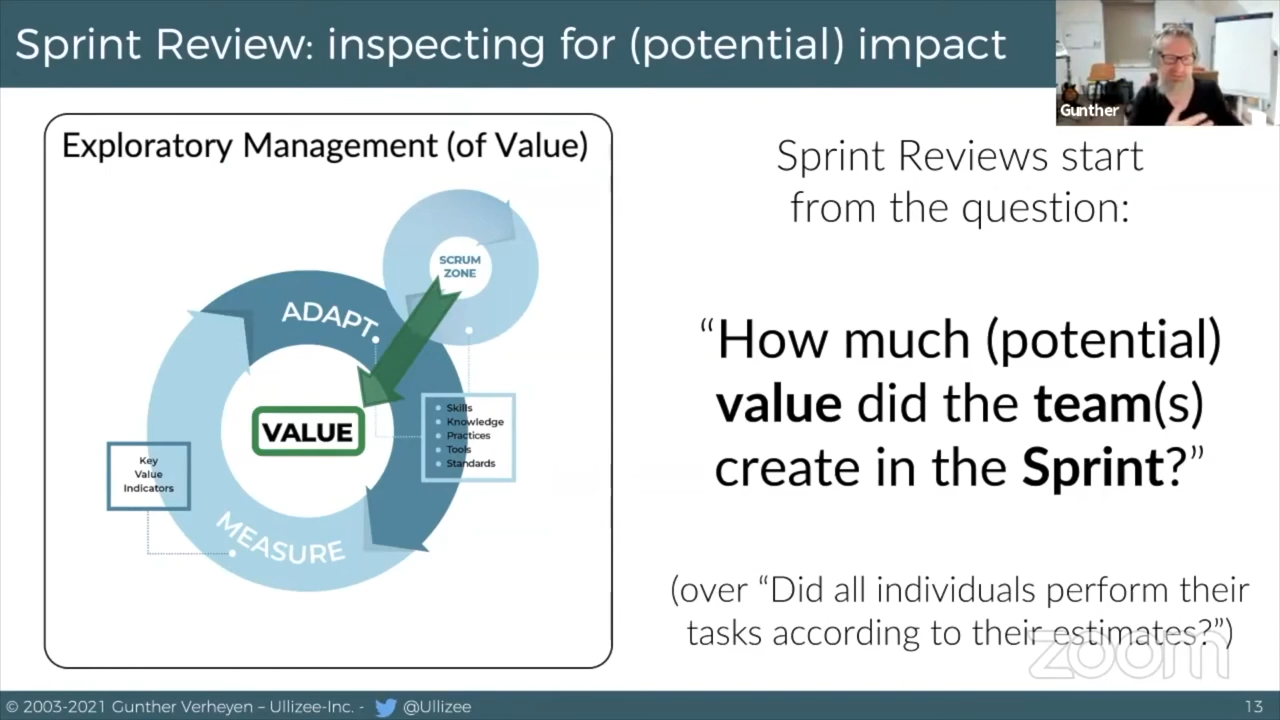 Sprint Review: inspecting for (potential) impact
Gunther
Exploratory Management (of Value)
SCRUM
ZONE
ADAPT
VALUE
Skills
Knowledge
Practices
Tools
Standards
Key
Value
Indicators
MEASURE
Sprint Reviews start
from the question:
“How much (potential)
value did the team(s)
create in the Sprint?”
(over “Did all individuals perform their
tasks according to their estimates?”)
zoom
© 2003-2021 Gunther Verheyen – Ullizee-Inc. - @Ullizee
13